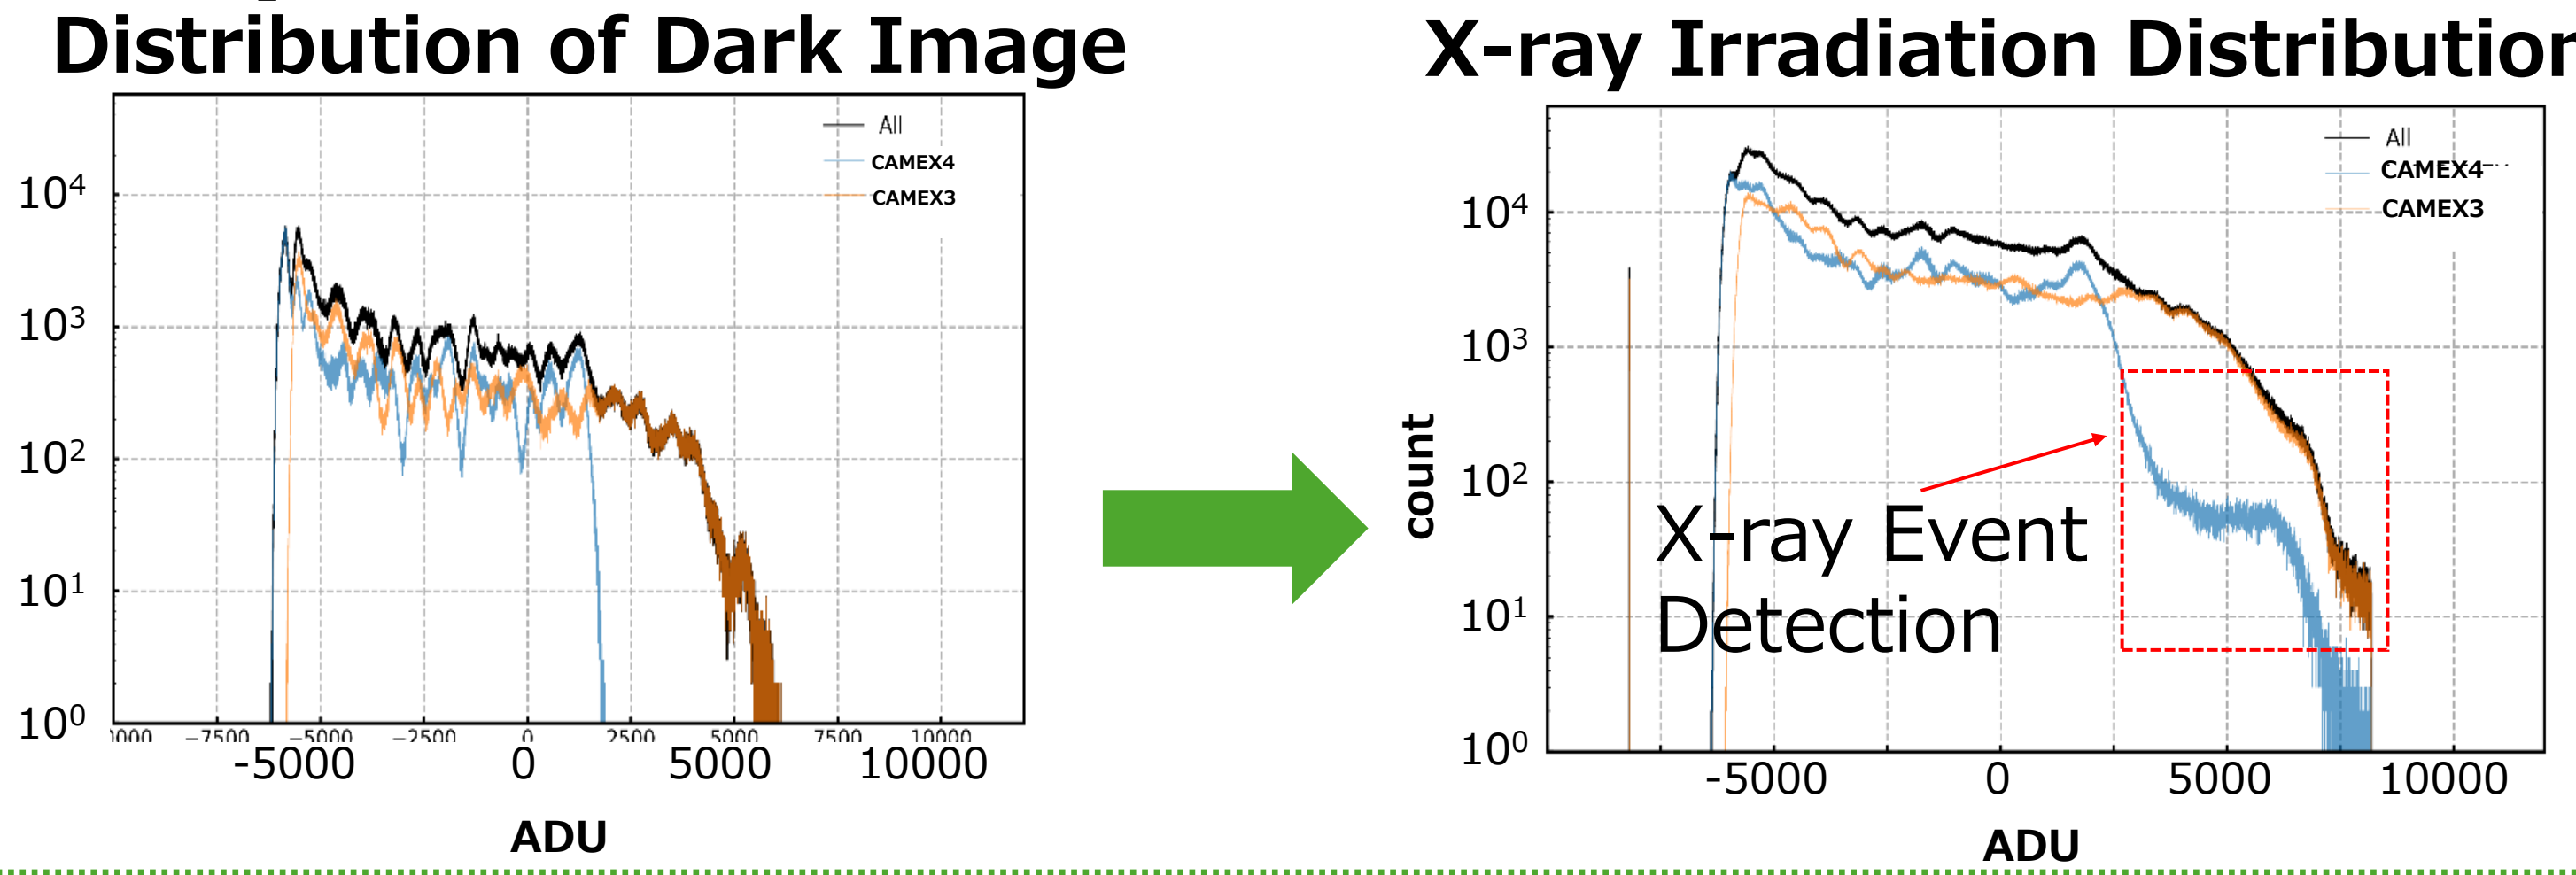 Distribution of Dark Image
X-ray Irradiation Distribution
All
CAMEX4
CAMEX3
10⁴
10³
10²
10¹
10⁰
−7500 −5000 −2500 0 2500 5000 7500 10000
-5000 0 5000 10000
ADU
All
CAMEX4
CAMEX3
count
10⁴
10³
10²
10¹
10⁰
X-ray Event
Detection
-5000 0 5000 10000
ADU